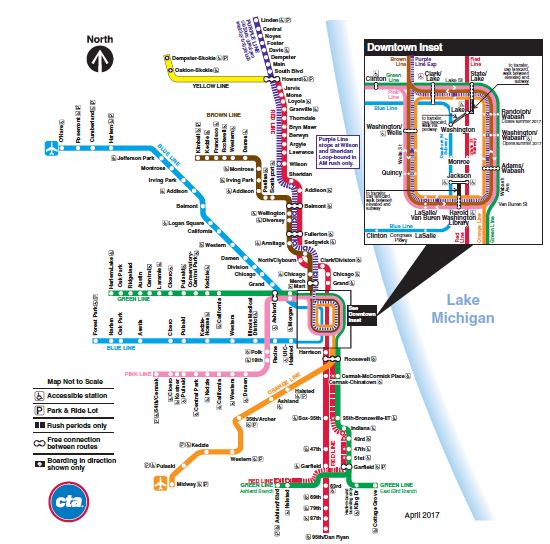 North
Linden
Central
Noyes
Foster
Davis
Dempster
Main
South Blvd
Howard
Dempster-Skokie
Oakton-Skokie
YELLOW LINE
PURPLE LINE
Jarvis
Morse
Loyola
Granville
Thorndale
Bryn Mawr
Berwyn
Argyle
Lawrence
Wilson
Sheridan
RED LINE
Purple Line
stops at Wilson
and Sheridan
Loop-bound in
AM rush only.
BROWN LINE
Kimball
Kedzie
Francisco
Rockwell
Western
Damen
Montrose
Irving Park
Addison
Paulina
Southport
Addison
Belmont
Wellington
Diversey
Fullerton
Armitage
Sedgwick
O'Hare
Rosemont
Cumberland
Harlem
BLUE LINE
Jefferson Park
Montrose
Irving Park
Addison
Belmont
Logan Square
California
Western
Damen
Division
Chicago
Grand
North/Clybourn
Clark/Division
Chicago
Merch
Mart
Chicago
Grand
Harlem/Lake
Oak Park
Ridgeland
Austin
Central
Laramie
Cicero
Pulaski
Conservatory-
Central Park
Kedzie
California
Ashland
Morgan
GREEN LINE
Forest Park
Harlem
Oak Park
Austin
Cicero
Pulaski
Kedzie-
Homan
Western
Illinois Medical
District
Racine
UIC-
Halsted
BLUE LINE
Polk
18th
PINK LINE
54th/Cermak
Cicero
Kostner
Pulaski
Central Park
Kedzie
California
Western
Damen
See
Downtown
Inset
Harrison
Roosevelt
Cermak-McCormick Place
Cermak-Chinatown
ORANGE LINE
Halsted
Ashland
35th/Archer
Kedzie
Western
Pulaski
Midway
Sox-35th
35th-Bronzeville-IIT
Indiana
43rd
47th
47th
51st
RED LINE
Garfield
Garfield
RED LINE
GREEN LINE
Ashland Branch
GREEN LINE
East 63rd Branch
Ashland/63rd
Halsted
63rd
69th
79th
87th
95th/Dan Ryan
King Dr
Cottage Grove
Downtown Inset
Brown
Line
Purple
Line Exp
Red
Line
Clinton
Green
Line
Pink
Line
Clark/
Lake
Lake St
State/
Lake
to transfer,
use farecard,
walk between
elevated and
subway
Blue Line
Lake
Washington
Randolph/
Wabash
Closes summer 2017
Washington/
Wabash
Opens summer 2017
Washington/
Wells
Wells St
Monroe
Adams/
Wabash
Quincy
Jackson
Wabash
Ave
to transfer,
use farecard,
walk between
elevated and
subway
Van Buren St
LaSalle/
Van Buren
Harold
Washington
Library
Blue Line
Clinton
LaSalle
Red
Line
Orange
Line
Green
Line
Lake
Michigan
Map Not to Scale
Accessible station
P
Park & Ride Lot
Rush periods only
Free connection
between routes
Boarding in direction
shown only
cta
April 2017